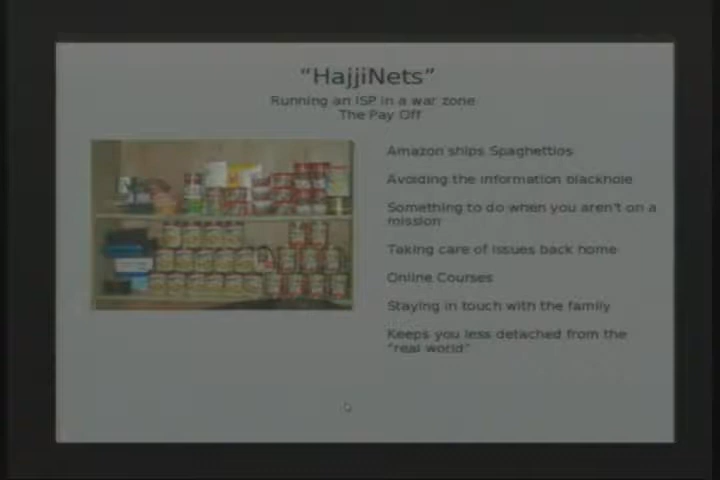 “HajjiNets”
Running an ISP in a war zone
The Pay Off
Amazon ships Spaghettios
Avoiding the information blackhole
Something to do when you aren't on a
mission
Taking care of issues back home
Online Courses
Staying in touch with the family
Keeps you less detached from the
“real world”